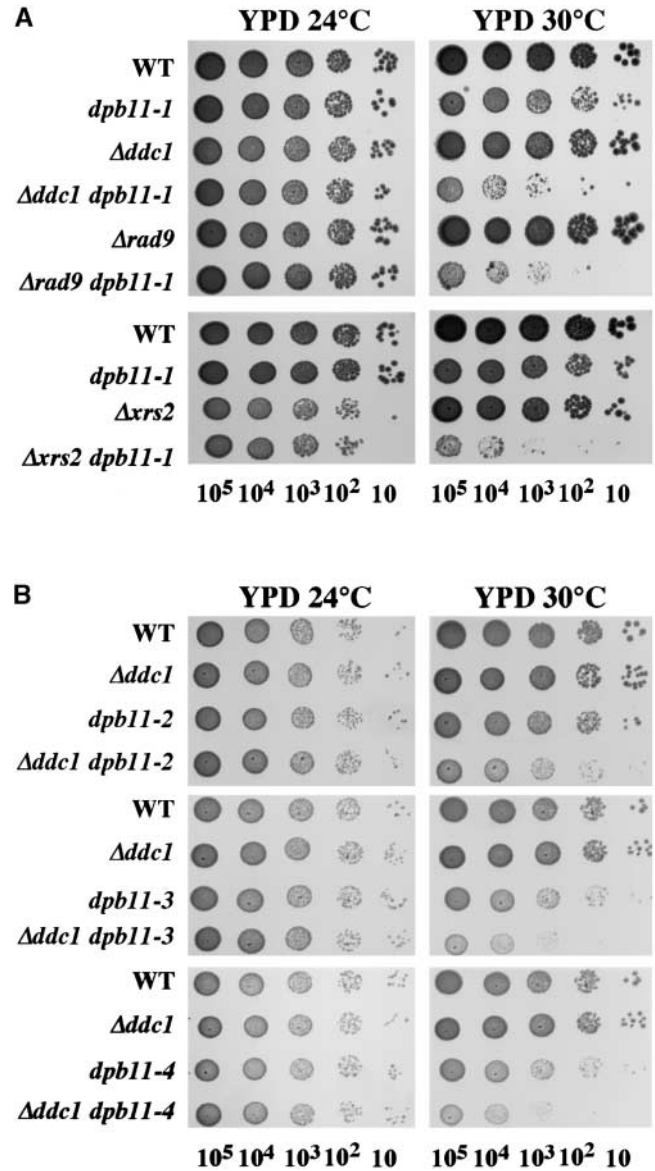 A
YPD 24°C YPD 30°C
WT
dpb11-1
Δddc1
Δddc1 dpb11-1
Δrad9
Δrad9 dpb11-1
WT
dpb11-1
Δxrs2
Δxrs2 dpb11-1
10⁵ 10⁴ 10³ 10² 10 10⁵ 10⁴ 10³ 10² 10
B
YPD 24°C YPD 30°C
WT
Δddc1
dpb11-2
Δddc1 dpb11-2
WT
Δddc1
dpb11-3
Δddc1 dpb11-3
WT
Δddc1
dpb11-4
Δddc1 dpb11-4
10⁵ 10⁴ 10³ 10² 10 10⁵ 10⁴ 10³ 10² 10